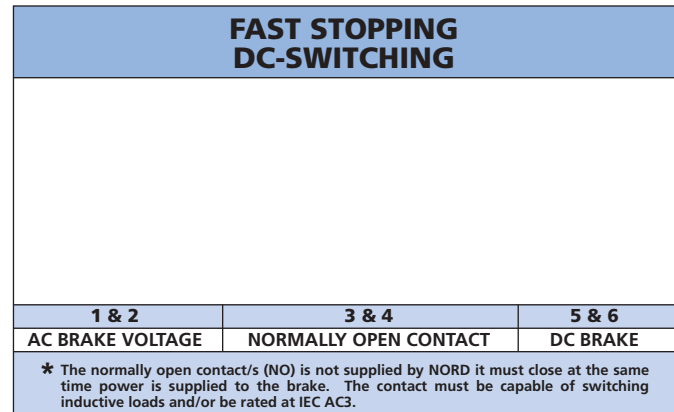 FAST STOPPING
DC-SWITCHING
1 & 2 3 & 4 5 & 6
AC BRAKE VOLTAGE NORMALLY OPEN CONTACT DC BRAKE
* The normally open contact/s (NO) is not supplied by NORD it must close at the same
time power is supplied to the brake. The contact must be capable of switching
inductive loads and/or be rated at IEC AC3.